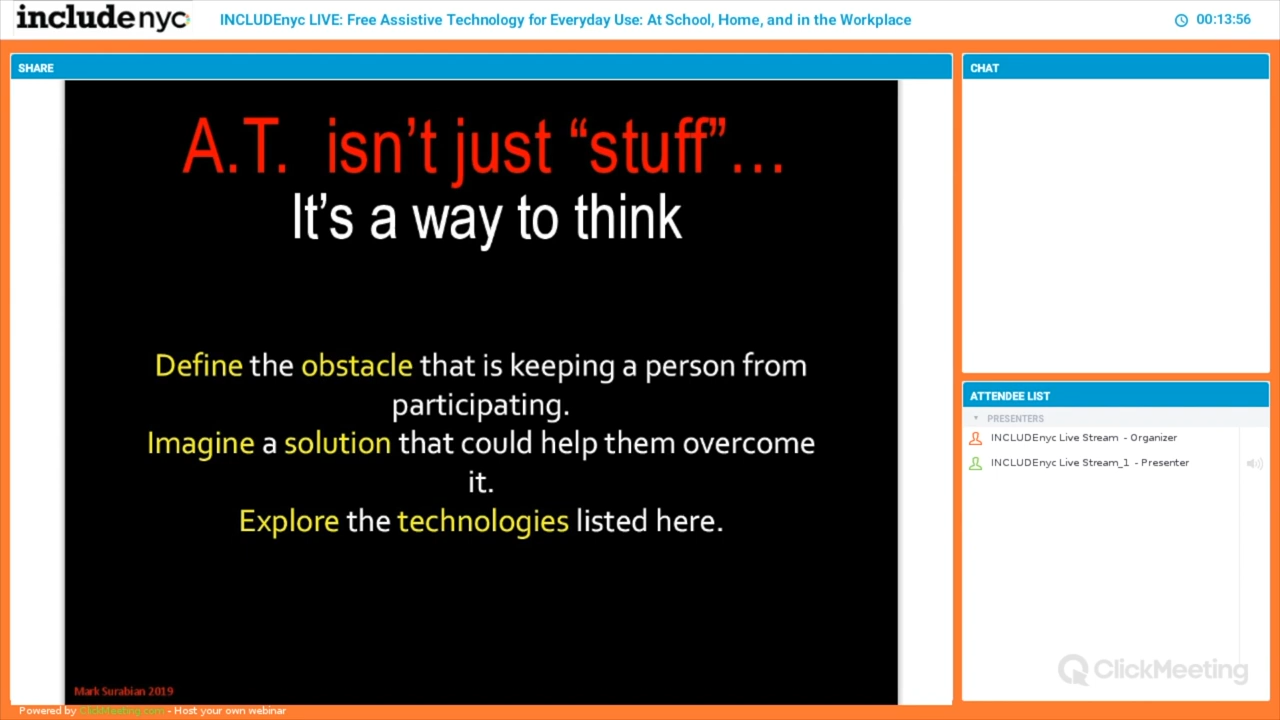 includenyc
INCLUDEnyc LIVE: Free Assistive Technology for Everyday Use: At School, Home, and in the Workplace
00:13:56
SHARE
A.T. isn’t just “stuff”…
It’s a way to think
Define the obstacle that is keeping a person from
participating.
Imagine a solution that could help them overcome
it.
Explore the technologies listed here.
Mark Surabian 2019
CHAT
ATTENDEE LIST
PRESENTERS
INCLUDEnyc Live Stream - Organizer
INCLUDEnyc Live Stream_1 - Presenter
ClickMeeting
Powered by ClickMeeting.com - Host your own webinar